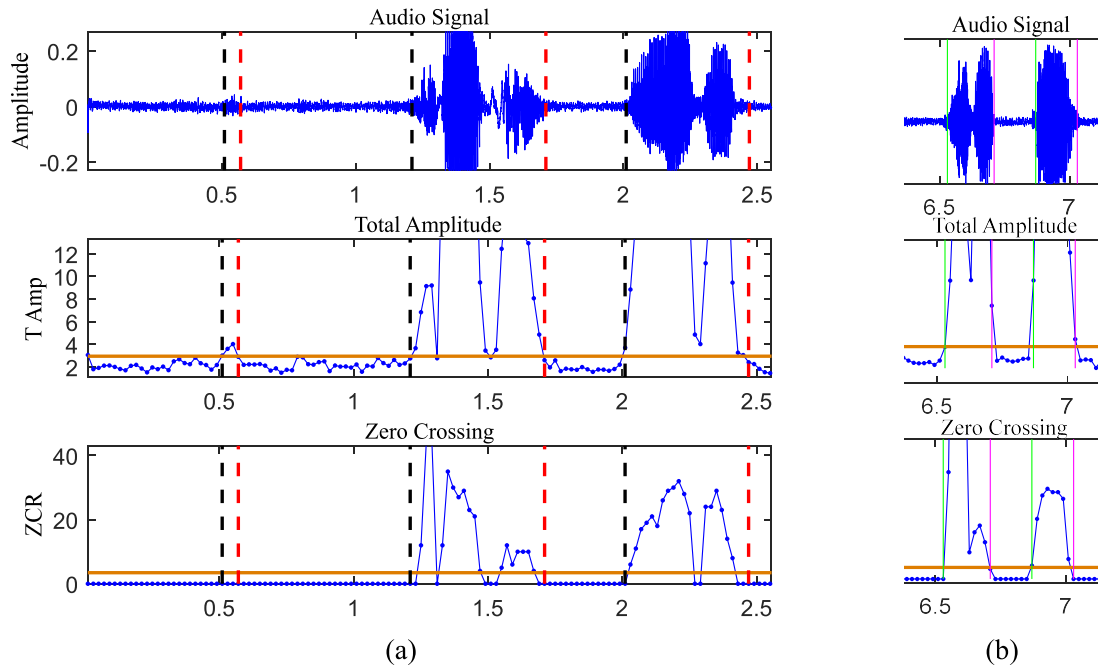 Audio Signal
Amplitude
0.2
0
-0.2
0.5 1 1.5 2 2.5
Total Amplitude
T Amp
12
10
8
6
4
2
0.5 1 1.5 2 2.5
Zero Crossing
ZCR
40
20
0
0.5 1 1.5 2 2.5
(a)
Audio Signal
6.5 7
Total Amplitude
6.5 7
Zero Crossing
6.5 7
(b)